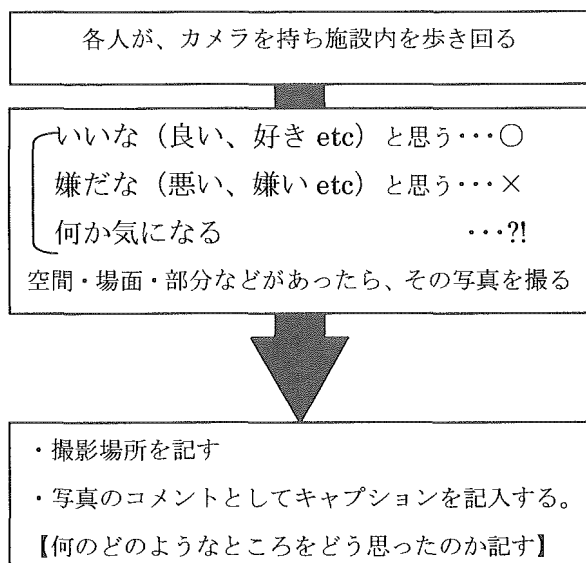 各人が、カメラを持ち施設内を歩き回る
いいな（良い、好き etc）と思う・・・○
嫌だな（悪い、嫌い etc）と思う・・・×
何か気になる ・・・?!
空間・場面・部分などがあったら、その写真を撮る
・撮影場所を記す
・写真のコメントとしてキャプションを記入する。
【何のどのようなところをどう思ったのか記す】